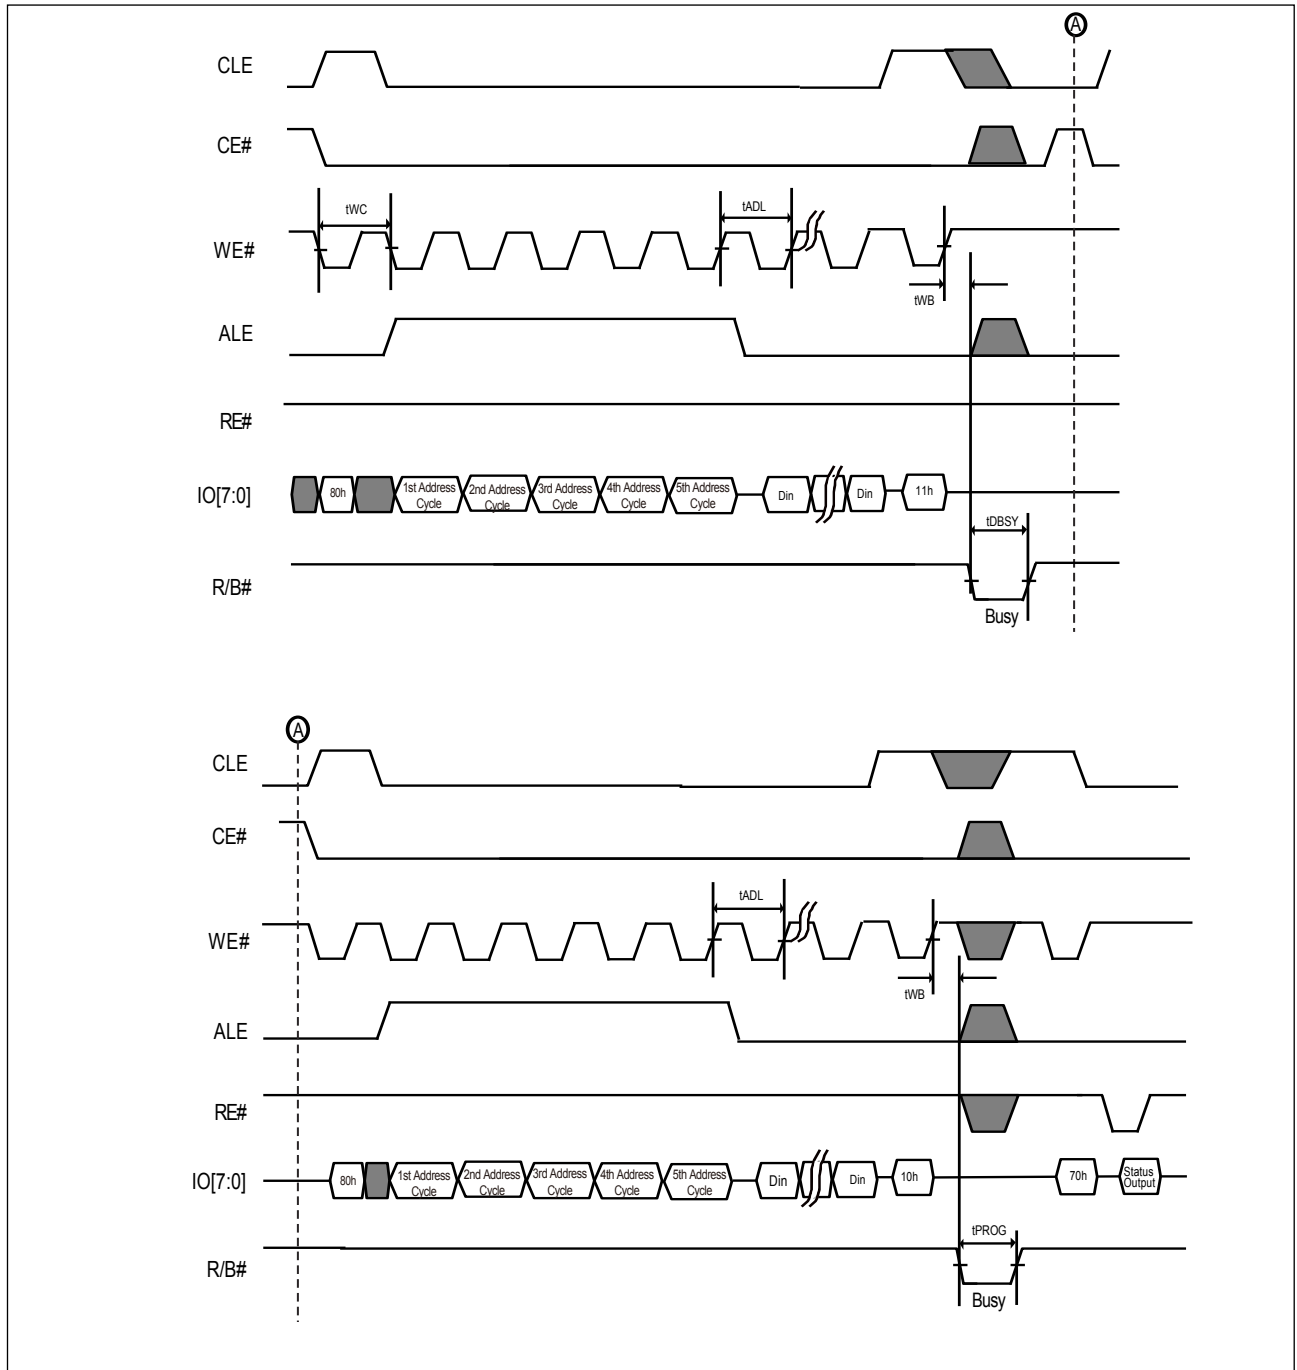 A
CLE
CE#
tWC
tADL
WE#
tWB
ALE
RE#
IO[7:0]
80h
1st Address
Cycle
2nd Address
Cycle
3rd Address
Cycle
4th Address
Cycle
5th Address
Cycle
Din
Din
11h
tDBSY
R/B#
Busy
A
CLE
CE#
tADL
WE#
tWB
ALE
RE#
IO[7:0]
80h
1st Address
Cycle
2nd Address
Cycle
3rd Address
Cycle
4th Address
Cycle
5th Address
Cycle
Din
Din
10h
70h
Status
Output
tPROG
R/B#
Busy